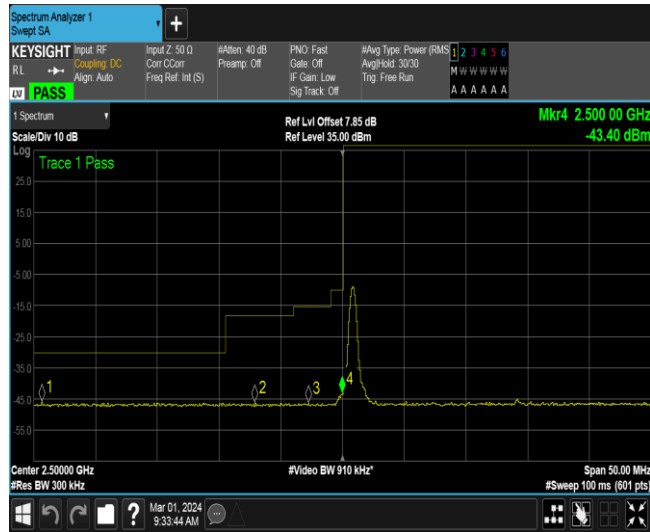 Spectrum Analyzer 1
Swept SA
KEYSIGHT
RL
LXI PASS
Input: RF
Coupling: DC
Align: Auto
Input Z: 50 Ω
Corr CCorr
Freq Ref: Int (S)
#Atten: 40 dB
Preamp: Off
PNO: Fast
Gate: Off
IF Gain: Low
Sig Track: Off
#Avg Type: Power (RMS
Avg|Hold: 30/30
Trig: Free Run
1 2 3 4 5 6
M W W W W W
A A A A A A
1 Spectrum
Scale/Div 10 dB
Ref Lvl Offset 7.85 dB
Ref Level 35.00 dBm
Mkr4 2.500 00 GHz
-43.40 dBm
Log
Trace 1 Pass
25.0
15.0
5.00
-5.00
-15.0
-25.0
-35.0
-45.0
-55.0
1
2
3
4
Center 2.50000 GHz
#Res BW 300 kHz
#Video BW 910 kHz*
Span 50.00 MHz
#Sweep 100 ms (601 pts)
?
Mar 01, 2024
9:33:44 AM